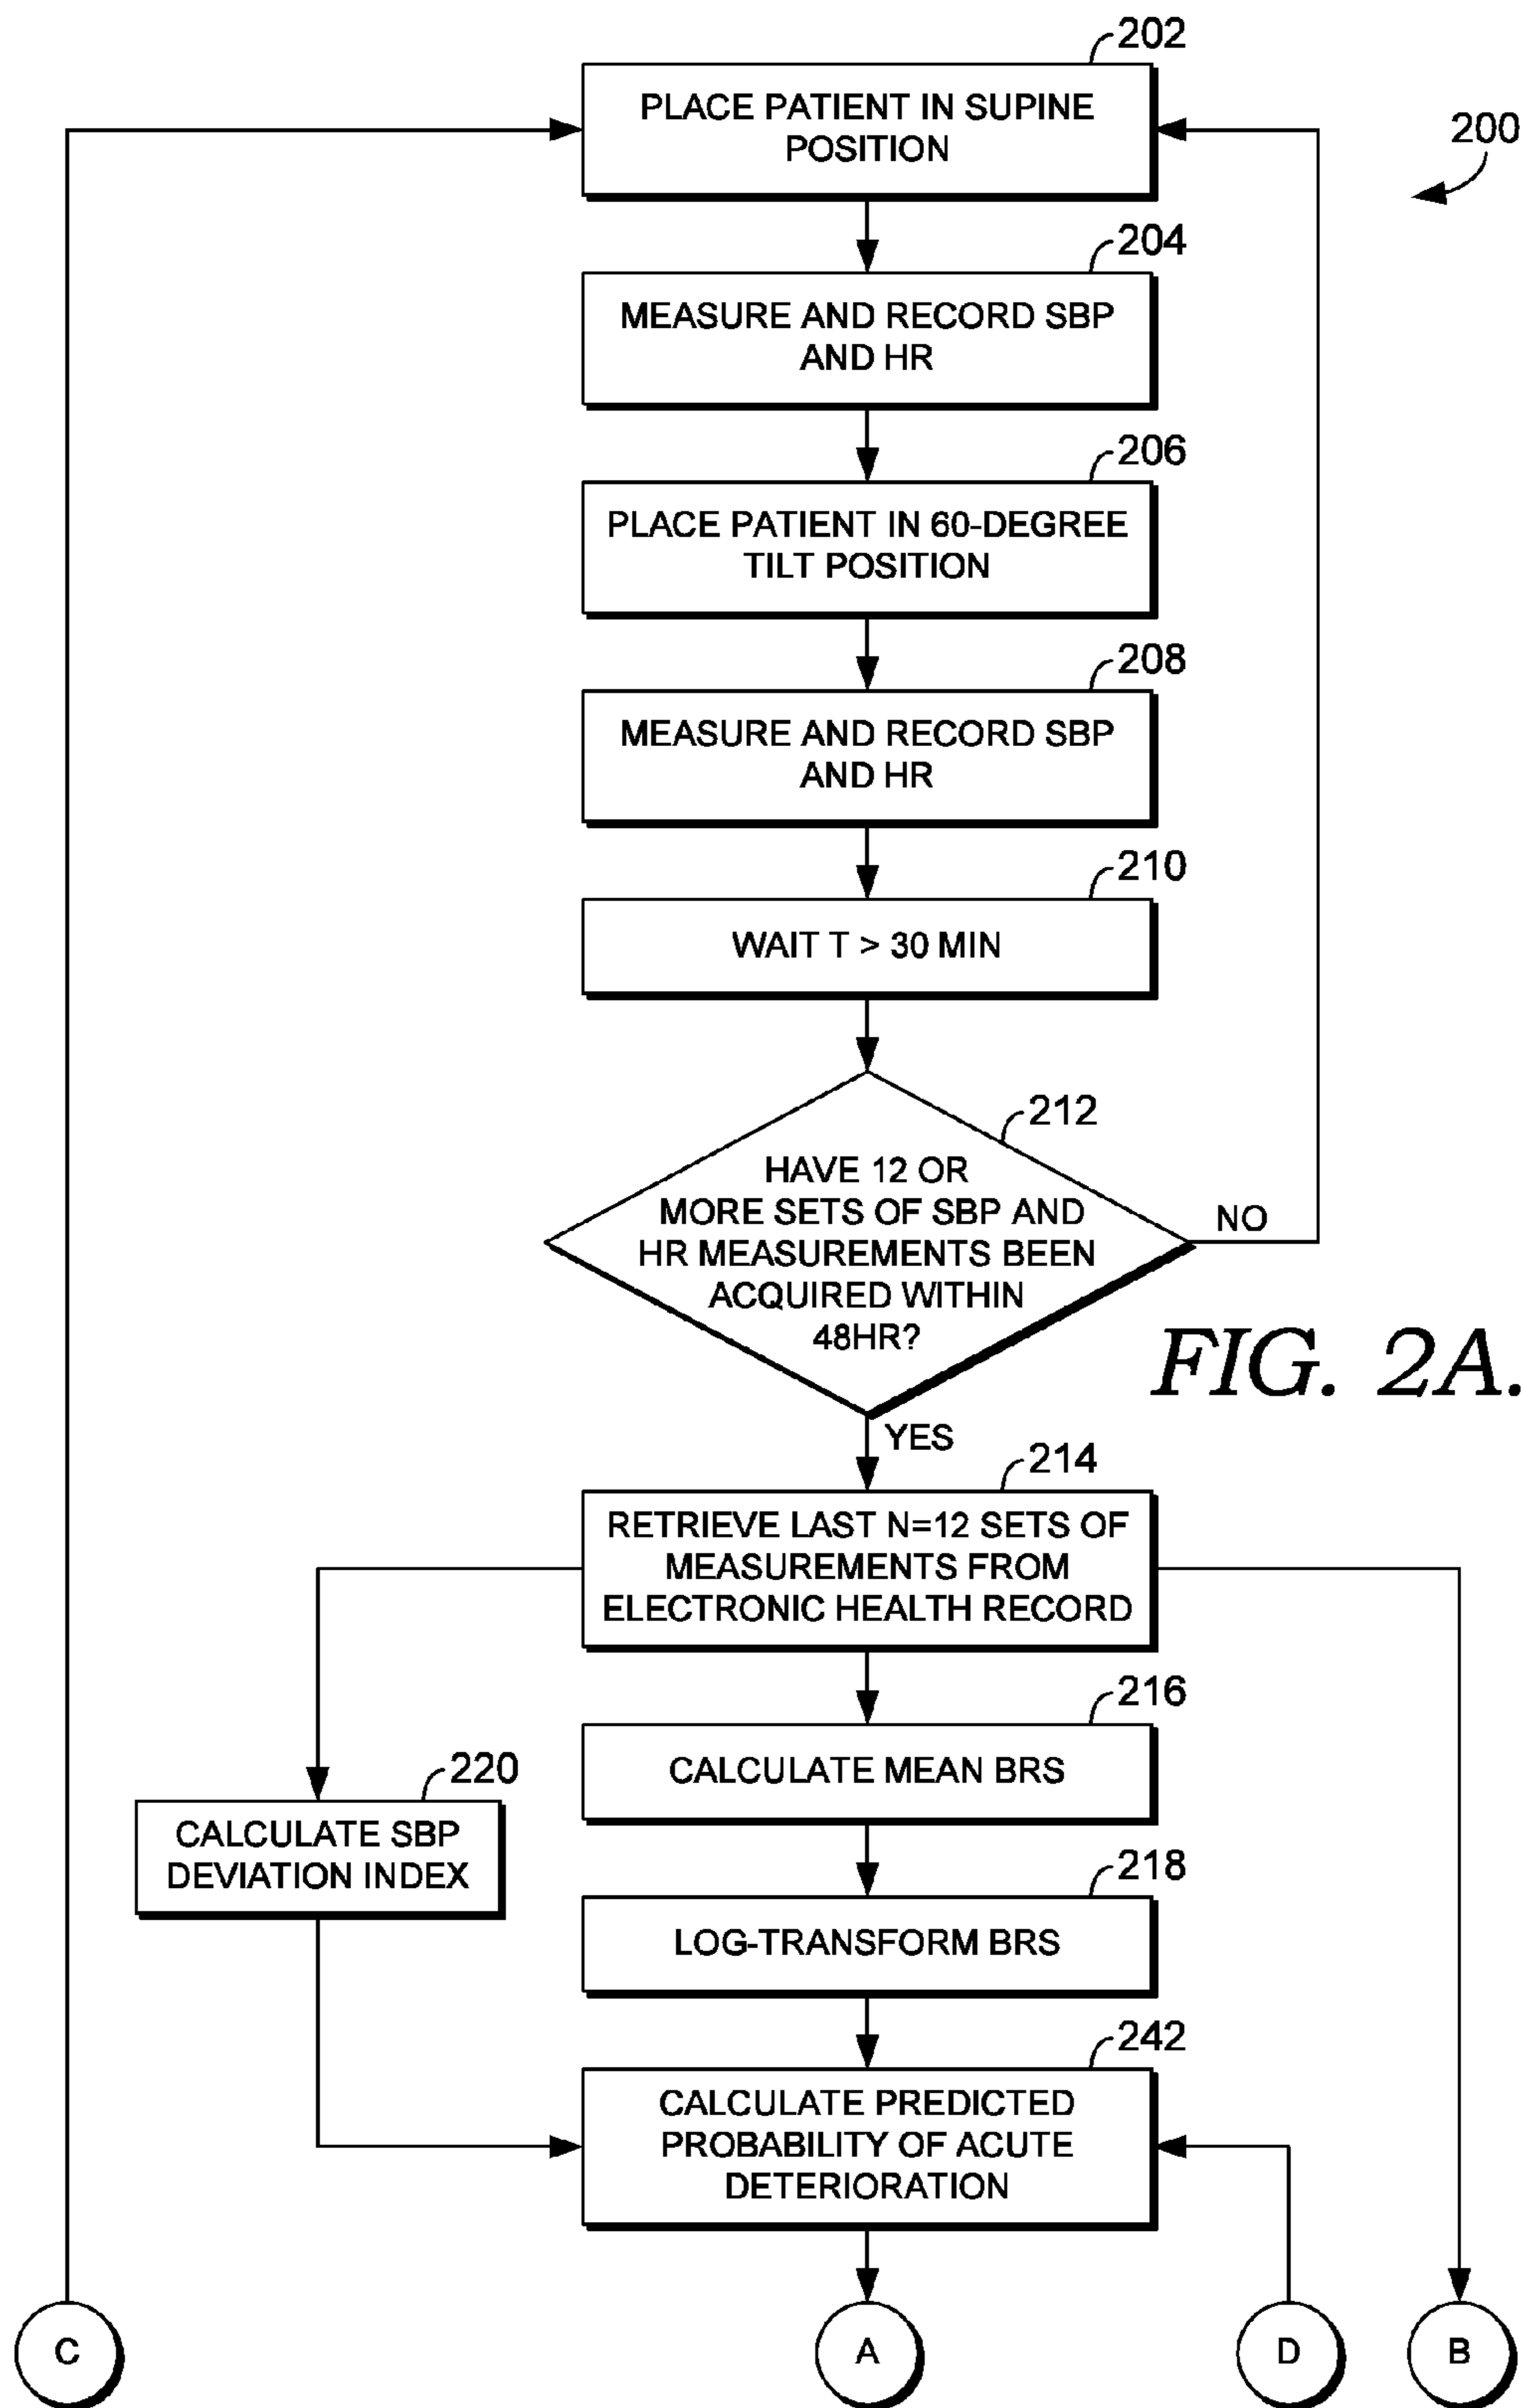 202
PLACE PATIENT IN SUPINE
POSITION
200
204
MEASURE AND RECORD SBP
AND HR
206
PLACE PATIENT IN 60-DEGREE
TILT POSITION
208
MEASURE AND RECORD SBP
AND HR
210
WAIT T > 30 MIN
212
HAVE 12 OR
MORE SETS OF SBP AND
HR MEASUREMENTS BEEN
ACQUIRED WITHIN
48HR?
NO
FIG. 2A.
YES
214
RETRIEVE LAST N=12 SETS OF
MEASUREMENTS FROM
ELECTRONIC HEALTH RECORD
216
CALCULATE MEAN BRS
220
CALCULATE SBP
DEVIATION INDEX
218
LOG-TRANSFORM BRS
242
CALCULATE PREDICTED
PROBABILITY OF ACUTE
DETERIORATION
C
A
D
B